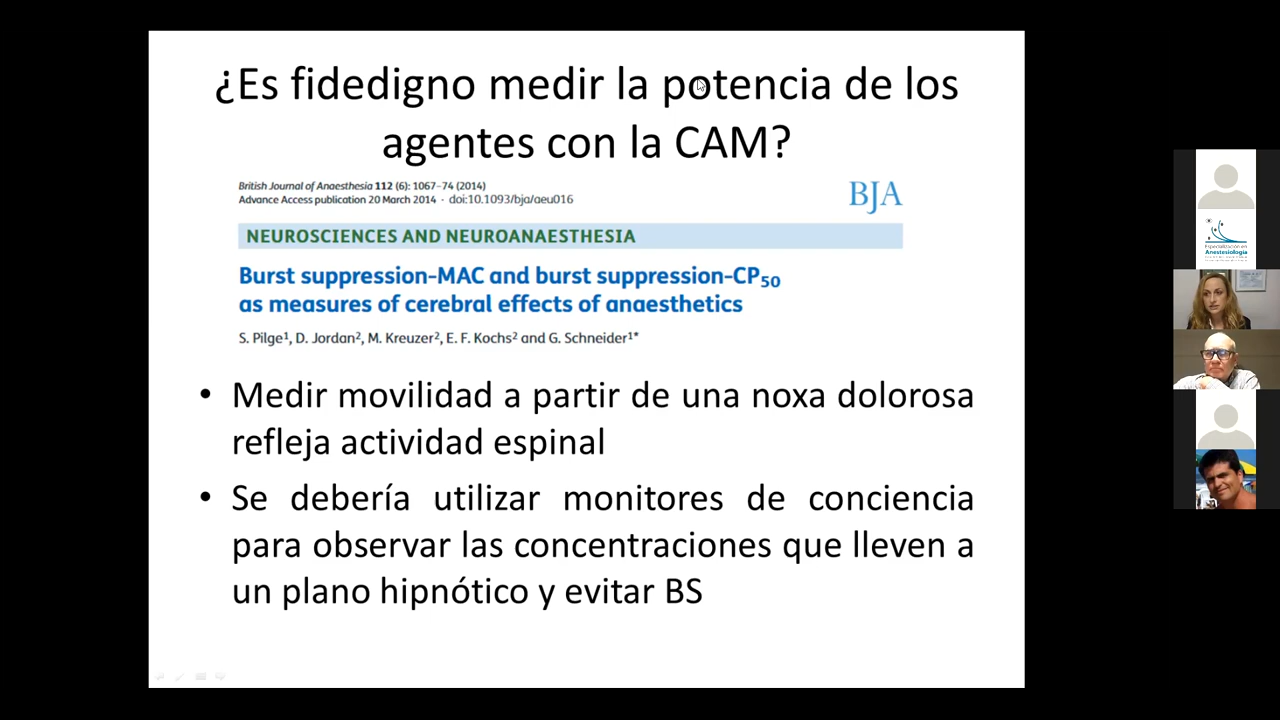 ¿Es fidedigno medir la potencia de los
agentes con la CAM?
British Journal of Anaesthesia 112 (6): 1067–74 (2014)
Advance Access publication 20 March 2014 · doi:10.1093/bja/aeu016
BJA
NEUROSCIENCES AND NEUROANAESTHESIA
Burst suppression-MAC and burst suppression-CP50
as measures of cerebral effects of anaesthetics
S. Pilge1, D. Jordan2, M. Kreuzer2, E. F. Kochs2 and G. Schneider1*
• Medir movilidad a partir de una noxa dolorosa
refleja actividad espinal
• Se debería utilizar monitores de conciencia
para observar las concentraciones que lleven a
un plano hipnótico y evitar BS
Especialización en
Anestesiología